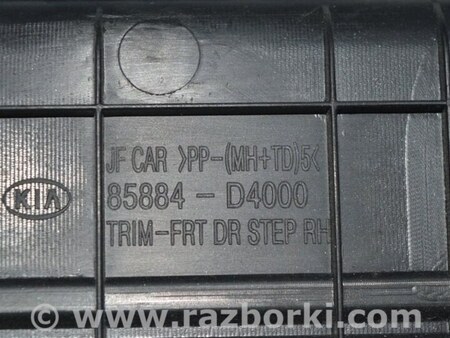 JF CAR >PP-(MH+TD)5<
KIA
85884 - D4000
TRIM-FRT DR STEP RH
© www.razborki.com